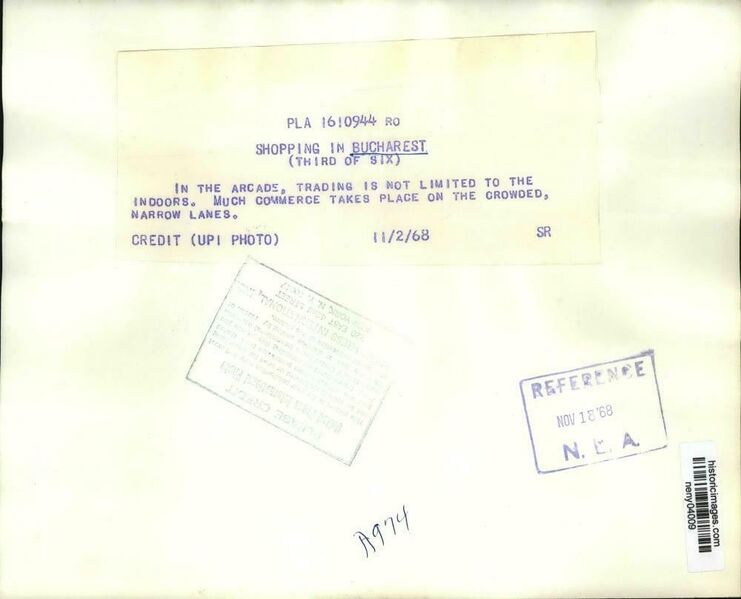 PLA 1610944 RO
SHOPPING IN BUCHAREST
(THIRD OF SIX)
IN THE ARCADE, TRADING IS NOT LIMITED TO THE
INDOORS. MUCH COMMERCE TAKES PLACE ON THE CROWDED,
NARROW LANES.
CREDIT (UPI PHOTO) 11/2/68 SR
REFERENCE
NOV 18'68
N. E. A.
A974
historicimages.com
neny04009